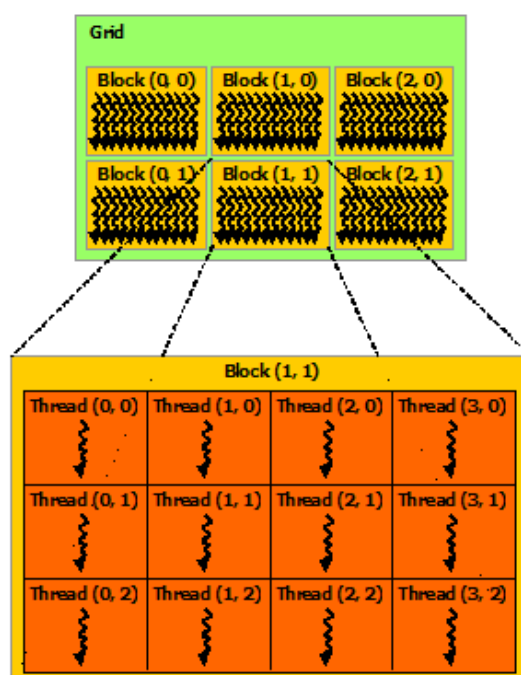 Grid
Block (0, 0) Block (1, 0) Block (2, 0)
Block (0, 1) Block (1, 1) Block (2, 1)
Block (1, 1)
Thread (0, 0) Thread (1, 0) Thread (2, 0) Thread (3, 0)
Thread (0, 1) Thread (1, 1) Thread (2, 1) Thread (3, 1)
Thread (0, 2) Thread (1, 2) Thread (2, 2) Thread (3, 2)